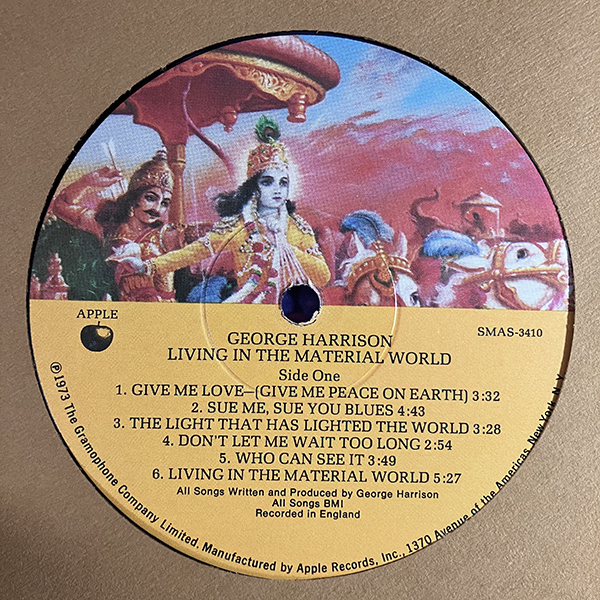 APPLE
SMAS-3410
GEORGE HARRISON
LIVING IN THE MATERIAL WORLD
Side One
1. GIVE ME LOVE—(GIVE ME PEACE ON EARTH) 3:32
2. SUE ME, SUE YOU BLUES 4:43
3. THE LIGHT THAT HAS LIGHTED THE WORLD 3:28
4. DON'T LET ME WAIT TOO LONG 2:54
5. WHO CAN SEE IT 3:49
6. LIVING IN THE MATERIAL WORLD 5:27
All Songs Written and Produced by George Harrison
All Songs BMI
Recorded in England
℗1973 The Gramophone Company Limited. Manufactured by Apple Records, Inc., 1370 Avenue of the Americas, New York, N.Y.